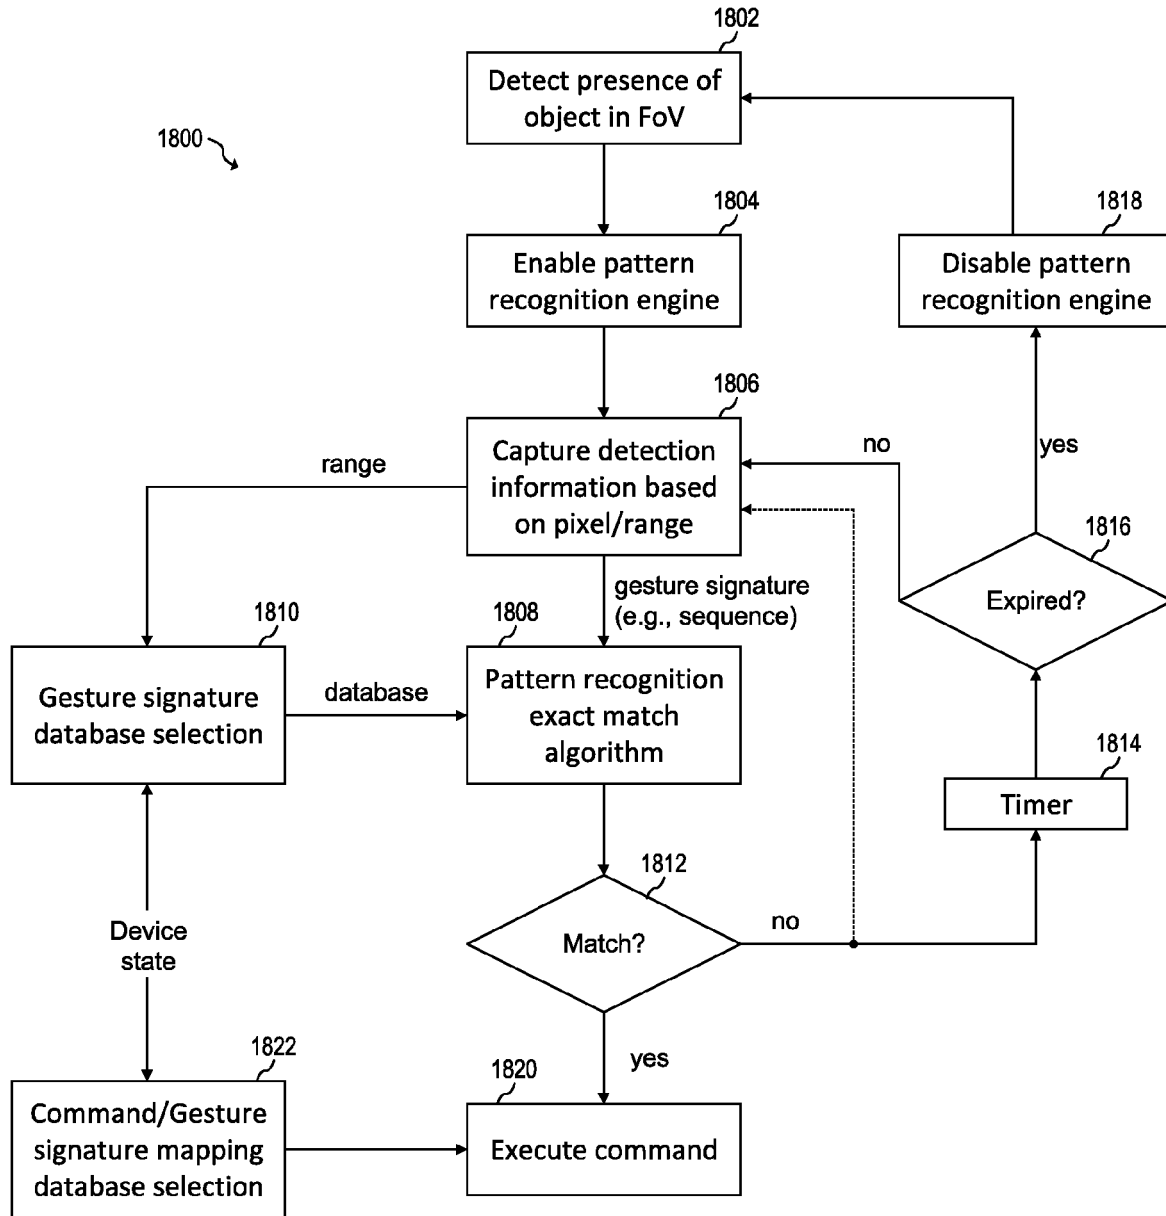 1802
Detect presence of
object in FoV
1800
1804
Enable pattern
recognition engine
1818
Disable pattern
recognition engine
1806
Capture detection
information based
on pixel/range
range
no
yes
1816
Expired?
gesture signature
(e.g., sequence)
1810
Gesture signature
database selection
database
1808
Pattern recognition
exact match
algorithm
1814
Timer
1812
Match?
no
Device
state
yes
1822
Command/Gesture
signature mapping
database selection
1820
Execute command